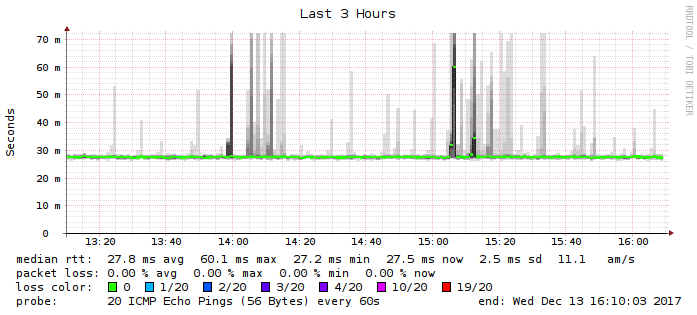 Last 3 Hours
RRDTOOL / TOBI OETIKER
Seconds
70 m
60 m
50 m
40 m
30 m
20 m
10 m
0
13:20 13:40 14:00 14:20 14:40 15:00 15:20 15:40 16:00
median rtt: 27.8 ms avg 60.1 ms max 27.2 ms min 27.5 ms now 2.5 ms sd 11.1 am/s
packet loss: 0.00 % avg 0.00 % max 0.00 % min 0.00 % now
loss color: 0 1/20 2/20 3/20 4/20 10/20 19/20
probe: 20 ICMP Echo Pings (56 Bytes) every 60s end: Wed Dec 13 16:10:03 2017